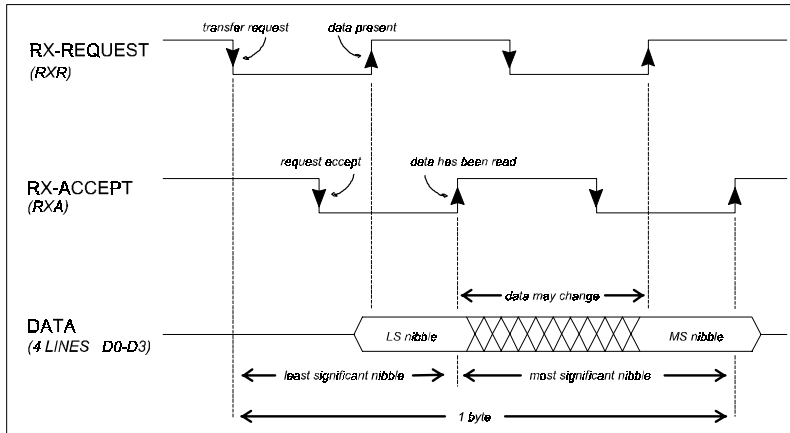 transfer request
data present
RX-REQUEST
(RXR)
request accept
data has been read
RX-ACCEPT
(RXA)
data may change
DATA
(4 LINES D0-D3)
LS nibble
MS nibble
least significant nibble
most significant nibble
1 byte